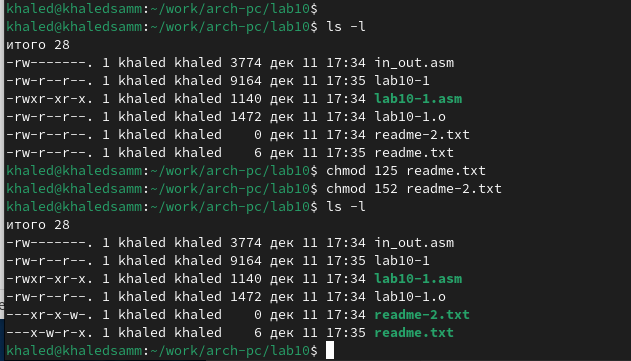 khaled@khaledsamm:~/work/arch-pc/lab10$
khaled@khaledsamm:~/work/arch-pc/lab10$ ls -l
итого 28
-rw-------. 1 khaled khaled 3774 дек 11 17:34 in_out.asm
-rw-r--r--. 1 khaled khaled 9164 дек 11 17:35 lab10-1
-rwxr-xr-x. 1 khaled khaled 1140 дек 11 17:34 lab10-1.asm
-rw-r--r--. 1 khaled khaled 1472 дек 11 17:34 lab10-1.o
-rw-r--r--. 1 khaled khaled    0 дек 11 17:34 readme-2.txt
-rw-r--r--. 1 khaled khaled    6 дек 11 17:35 readme.txt
khaled@khaledsamm:~/work/arch-pc/lab10$ chmod 125 readme.txt
khaled@khaledsamm:~/work/arch-pc/lab10$ chmod 152 readme-2.txt
khaled@khaledsamm:~/work/arch-pc/lab10$ ls -l
итого 28
-rw-------. 1 khaled khaled 3774 дек 11 17:34 in_out.asm
-rw-r--r--. 1 khaled khaled 9164 дек 11 17:35 lab10-1
-rwxr-xr-x. 1 khaled khaled 1140 дек 11 17:34 lab10-1.asm
-rw-r--r--. 1 khaled khaled 1472 дек 11 17:34 lab10-1.o
---xr-x-w-. 1 khaled khaled    0 дек 11 17:34 readme-2.txt
---x-w-r-x. 1 khaled khaled    6 дек 11 17:35 readme.txt
khaled@khaledsamm:~/work/arch-pc/lab10$